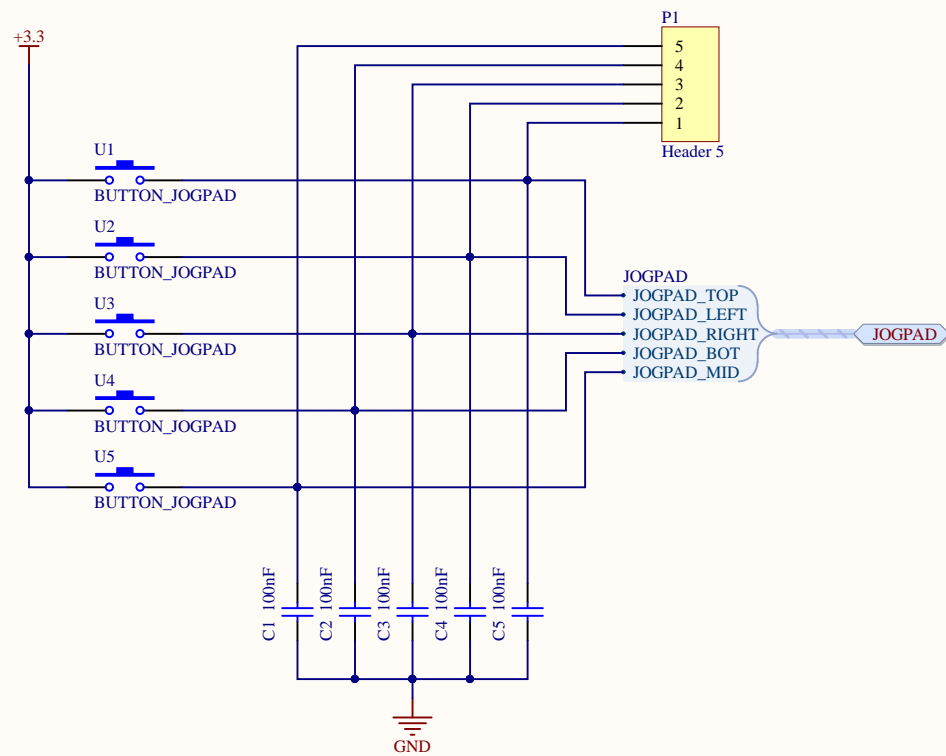 P1
+3.3
5
4
3
2
1
Header 5
U1
BUTTON_JOGPAD
U2
BUTTON_JOGPAD
JOGPAD
JOGPAD_TOP
JOGPAD_LEFT
JOGPAD_RIGHT
JOGPAD_BOT
JOGPAD_MID
JOGPAD
U3
BUTTON_JOGPAD
U4
BUTTON_JOGPAD
U5
BUTTON_JOGPAD
C1 100nF
C2 100nF
C3 100nF
C4 100nF
C5 100nF
GND